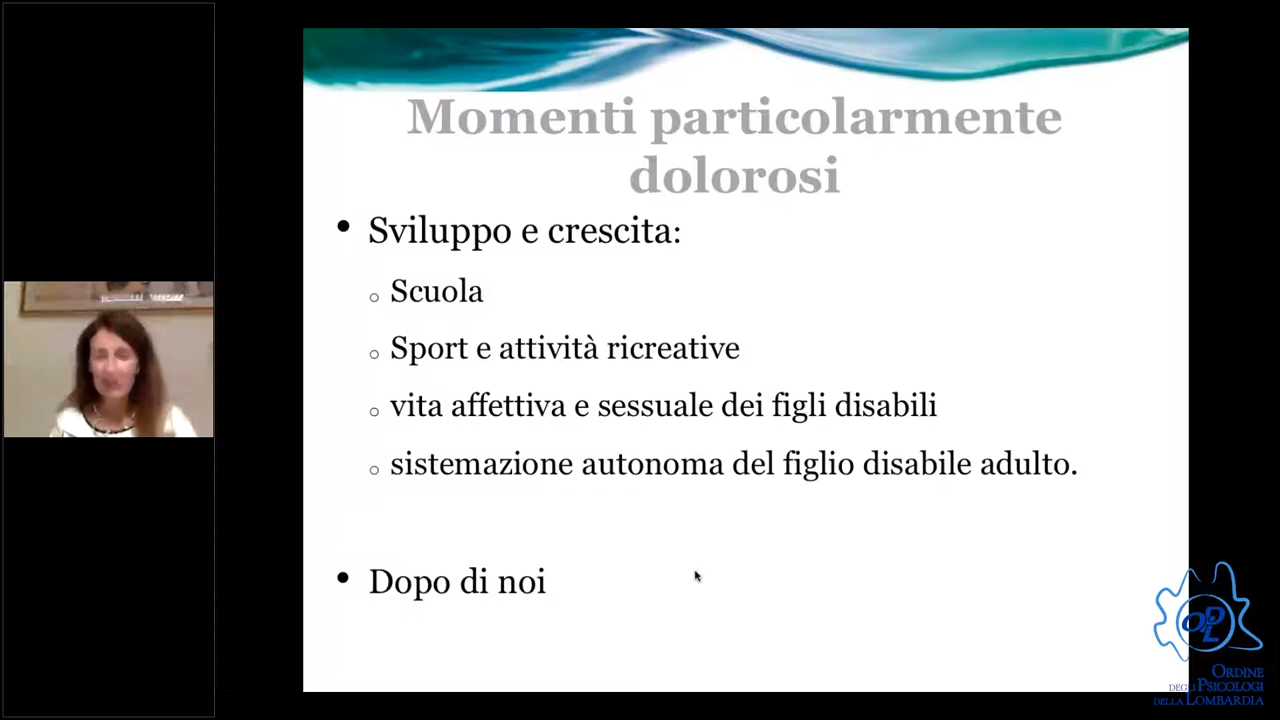 Momenti particolarmente
dolorosi
• Sviluppo e crescita:
o Scuola
o Sport e attività ricreative
o vita affettiva e sessuale dei figli disabili
o sistemazione autonoma del figlio disabile adulto.
• Dopo di noi
OPL
ORDINE
DEGLI PSICOLOGI
DELLA LOMBARDIA